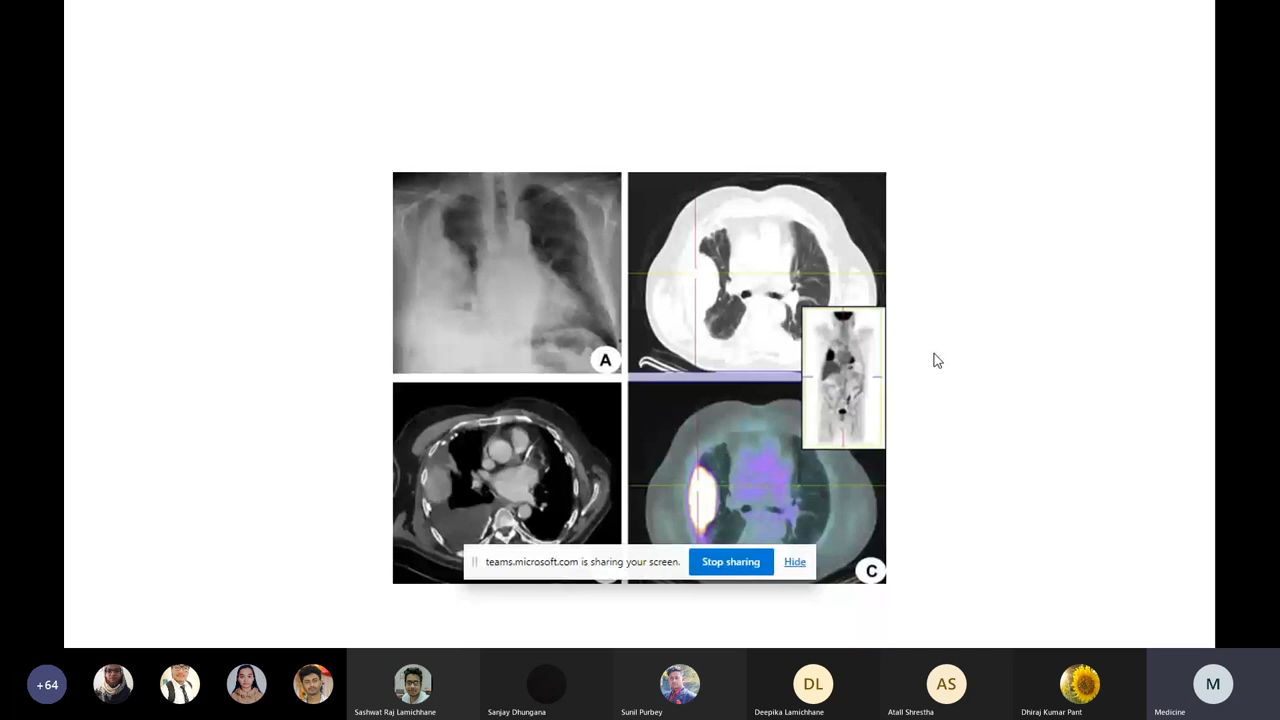 A
teams.microsoft.com is sharing your screen. Stop sharing Hide
C
+64
DL
AS
M
Sashwat Raj Lamichhane
Sanjay Dhungana
Sunil Purbey
Deepika Lamichhane
Atall Shrestha
Dhiraj Kumar Pant
Medicine